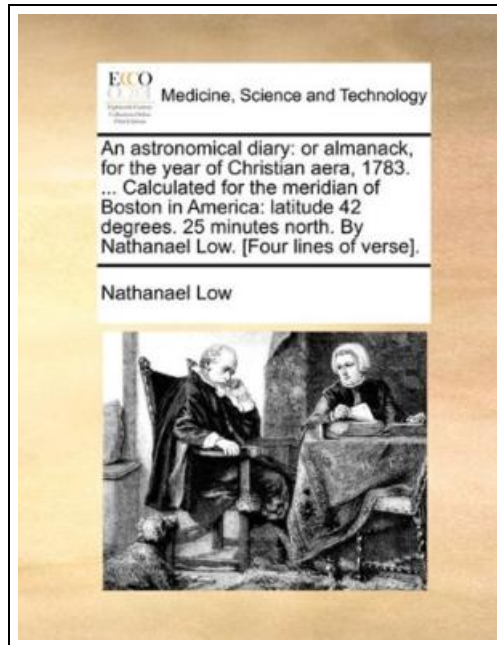 ECCO
Medicine, Science and Technology
An astronomical diary: or almanack,
for the year of Christian aera, 1783.
... Calculated for the meridian of
Boston in America: latitude 42
degrees. 25 minutes north. By
Nathanael Low. [Four lines of verse].
Nathanael Low